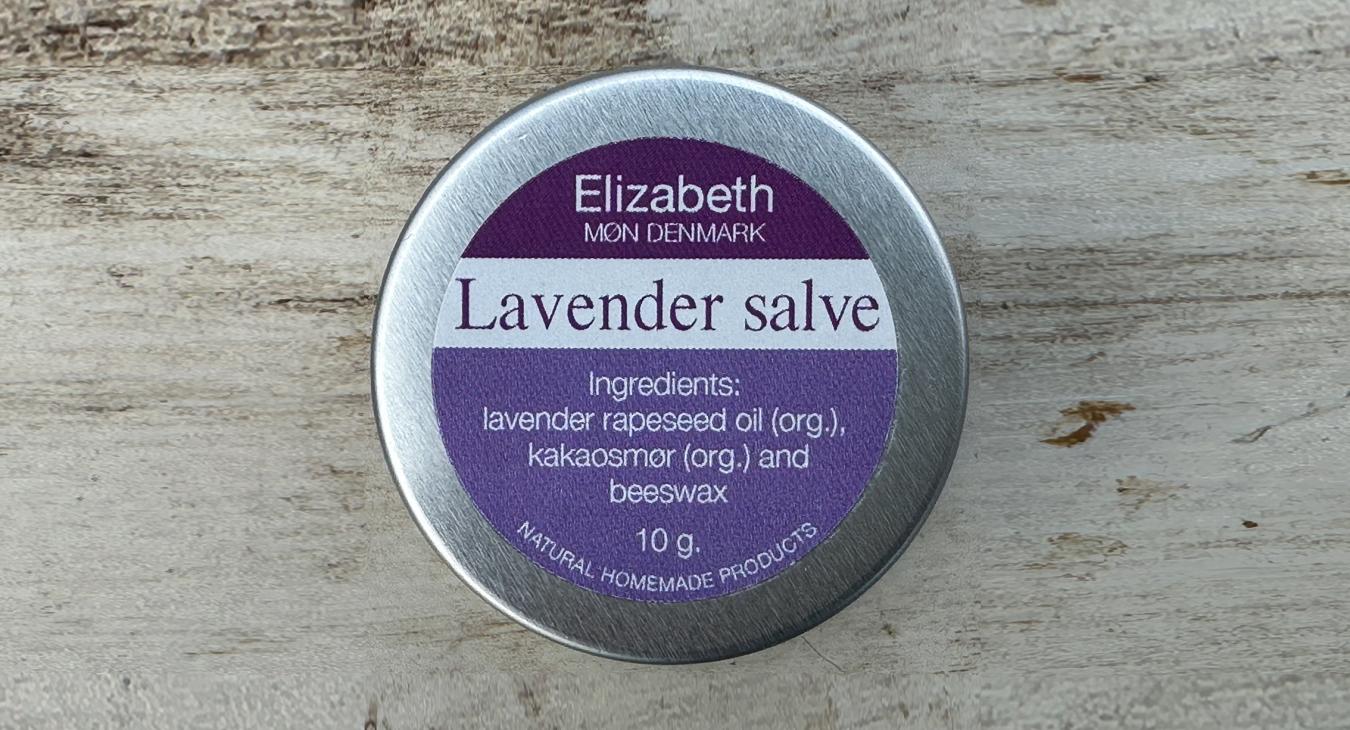 Elizabeth
MØN DENMARK
Lavender salve
Ingredients:
lavender rapeseed oil (org.),
kakaosmør (org.) and
beeswax
10 g.
NATURAL HOMEMADE PRODUCTS